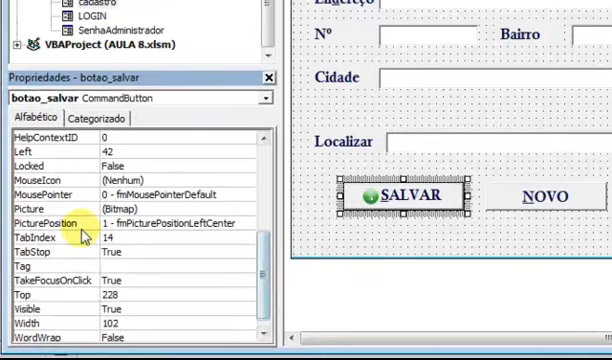 cadastro
LOGIN
SenhaAdministrador
VBAProject (AULA 8.xlsm)
Propriedades - botao_salvar
botao_salvar CommandButton
Alfabético Categorizado
HelpContextID 0
Left 42
Locked False
MouseIcon (Nenhum)
MousePointer 0 - fmMousePointerDefault
Picture (Bitmap)
PicturePosition 1 - fmPicturePositionLeftCenter
TabIndex 14
TabStop True
Tag
TakeFocusOnClick True
Top 228
Visible True
Width 102
WordWrap False
Endereço
Nº Bairro
Cidade
Localizar
SALVAR NOVO